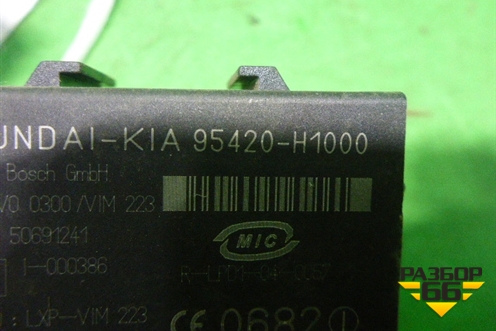 UNDAI-KIA 95420-H1000
Bosch GmbH
V0.0300/VIM 223
50691241
MIC
1-000386
: LXP-VIM 223
CE 0682
РАЗБОР
66